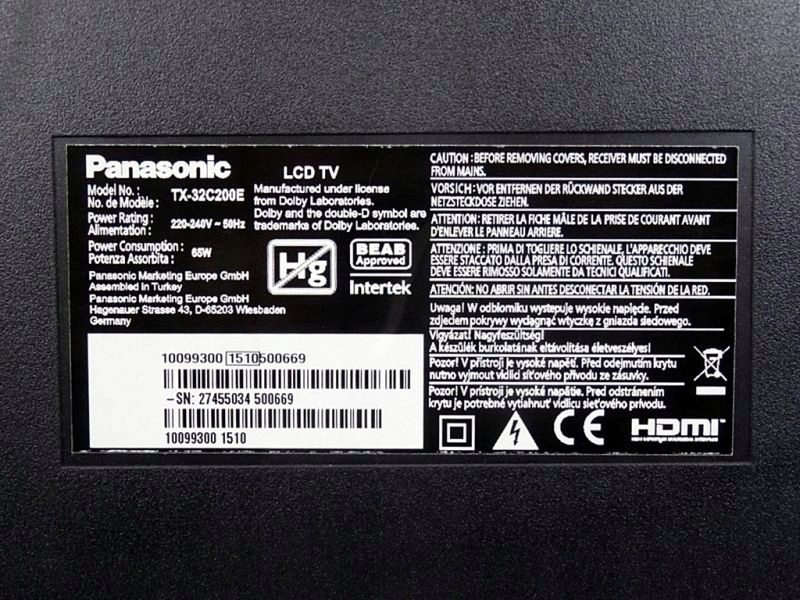 Panasonic
LCD TV
Model No. :
No. de Modèle :
TX-32C200E
Power Rating :
Alimentation :
220-240V ~ 50Hz
Power Consumption :
Potenza Assorbita :
65W
Panasonic Marketing Europe GmbH
Assembled in Turkey
Panasonic Marketing Europe GmbH
Hagenauer Strasse 43, D-65203 Wiesbaden
Germany
Manufactured under license
from Dolby Laboratories.
Dolby and the double-D symbol are
trademarks of Dolby Laboratories.
Hg
BEAB
Approved
Intertek
10099300 1510500669
-SN: 27455034 500669
10099300 1510
CAUTION : BEFORE REMOVING COVERS, RECEIVER MUST BE DISCONNECTED
FROM MAINS.
VORSICH : VOR ENTFERNEN DER RÜCKWAND STECKER AUS DER
NETZSTECKDOSE ZIEHEN.
ATTENTION : RETIRER LA FICHE MÂLE DE LA PRISE DE COURANT AVANT
D'ENLEVER LE PANNEAU ARRIERE.
ATTENZIONE : PRIMA DI TOGLIERE LO SCHIENALE, L'APPARECCHIO DEVE
ESSERE STACCATO DALLA PRESA DI CORRENTE. QUESTO SCHIENALE
DEVE ESSERE RIMOSSO SOLAMENTE DA TECNICI QUALIFICATI.
ATENCIÓN : NO ABRIR SIN ANTES DESCONECTAR LA TENSIÓN DE LA RED.
Uwaga! W odbiorniku wystepuje wysokie napięcie. Przed
zdjeciem pokrywy wyciągnąć wtyczkę z gniazda sieciowego.
Vigyázat! Nagyfeszültség!
A készülék burkolatának eltávolítása életveszélyes!
Pozor! V přístroji je vysoké napětí. Před odejmutím krytu
nutno vyjmout vidlici síťového přívodu ze zásuvky.
Pozor! V prístroji je vysoké napätie. Pred odstránením
krytu je potrebné vytiahnuť vidlicu sieťového prívodu.
CE
HDMI
HIGH-DEFINITION MULTIMEDIA INTERFACE